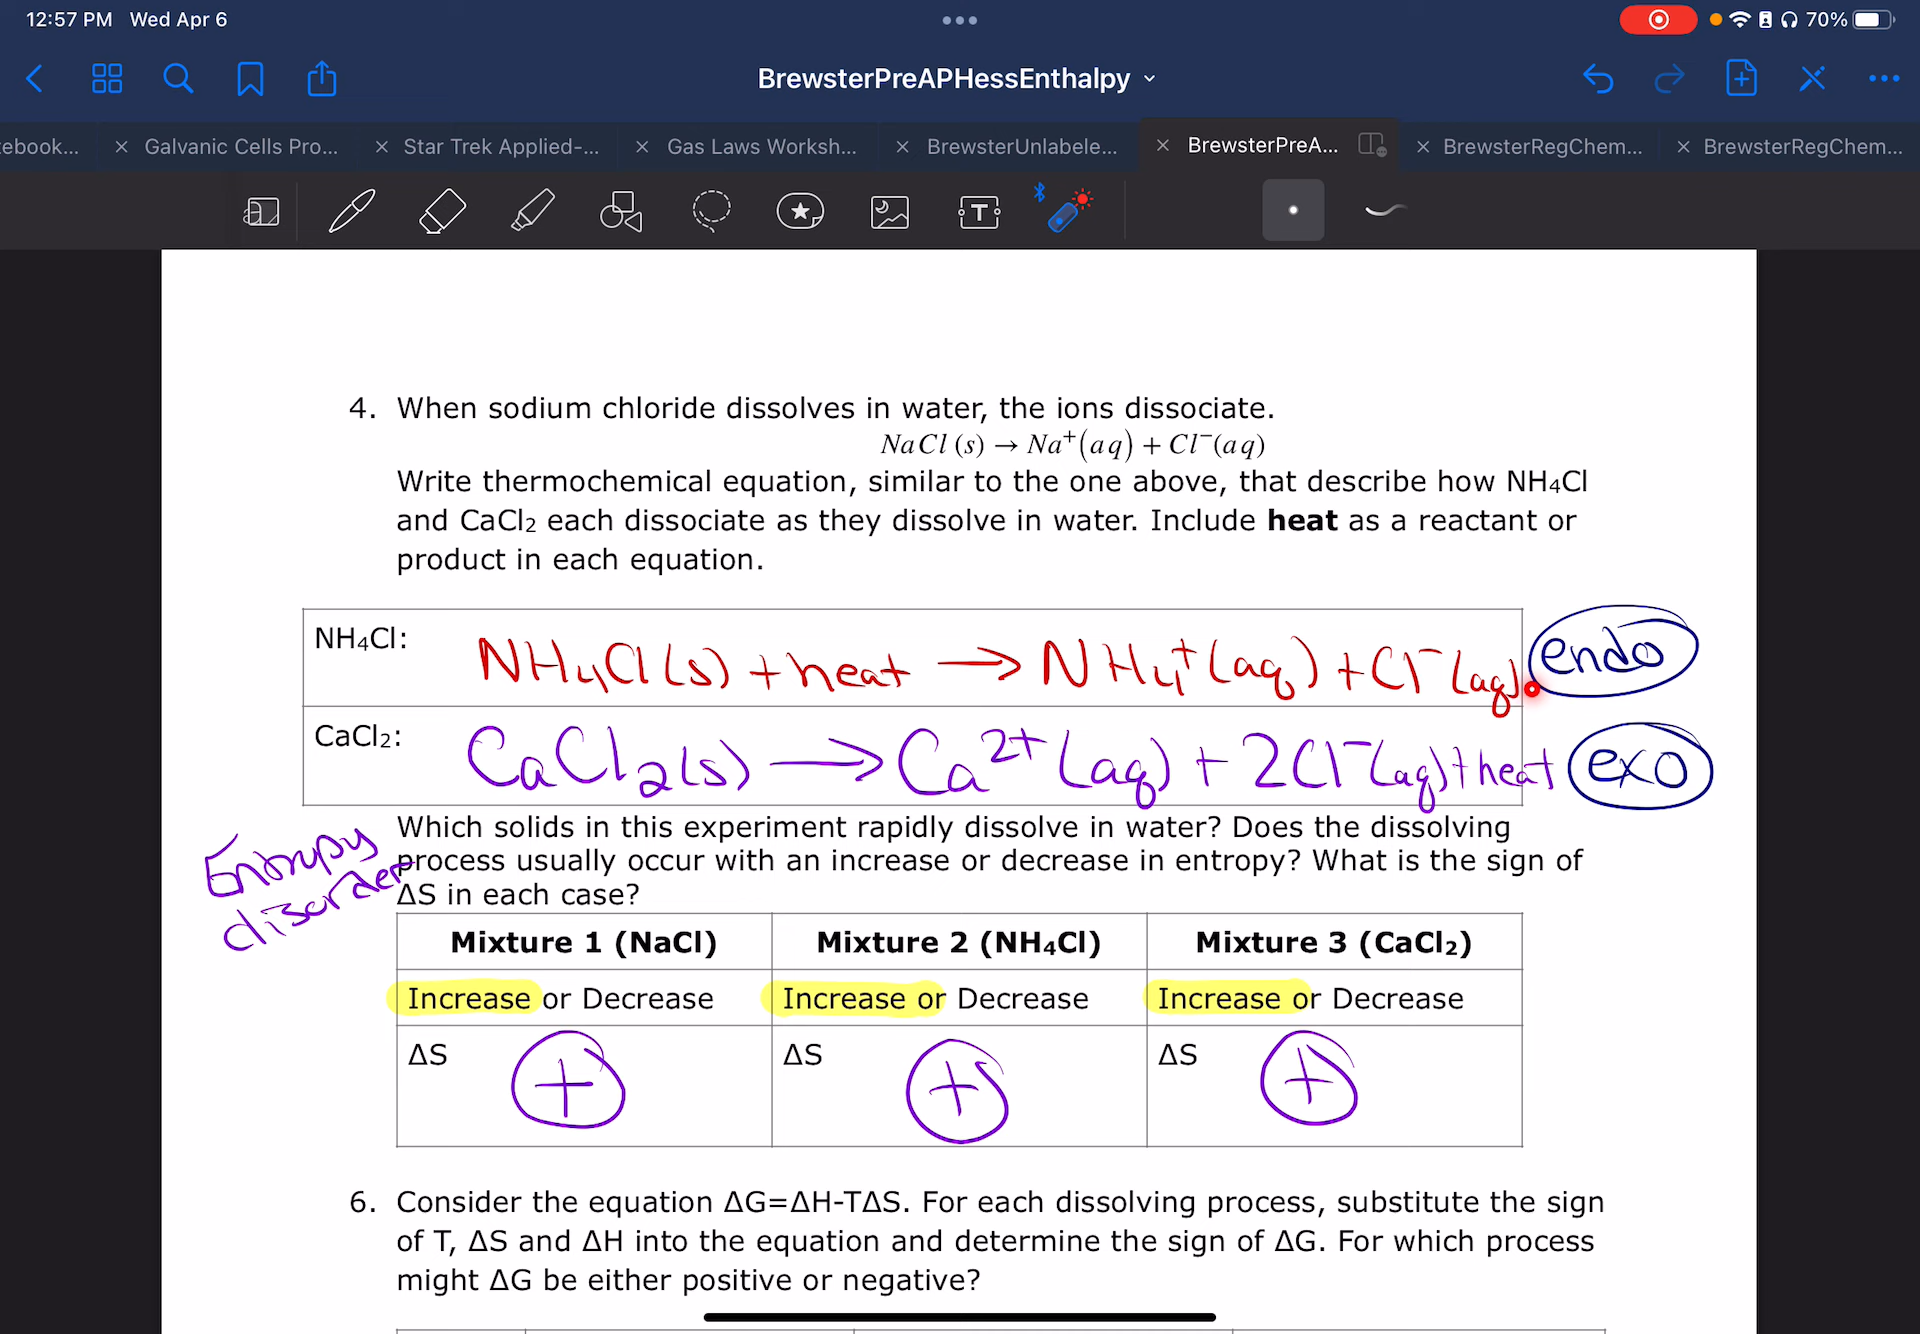 12:57 PM Wed Apr 6
70%
BrewsterPreAPHessEnthalpy
ebook...
Galvanic Cells Pro...
Star Trek Applied-...
Gas Laws Worksh...
BrewsterUnlabele...
BrewsterPreA...
BrewsterRegChem...
BrewsterRegChem...
4. When sodium chloride dissolves in water, the ions dissociate.
NaCl (s) → Na⁺(aq) + Cl⁻(aq)
Write thermochemical equation, similar to the one above, that describe how NH₄Cl
and CaCl₂ each dissociate as they dissolve in water. Include heat as a reactant or
product in each equation.
NH₄Cl: NH₄Cl(s) + heat → NH₄⁺(aq) + Cl⁻(aq) endo
CaCl₂: CaCl₂(s) → Ca²⁺(aq) + 2Cl⁻(aq) + heat exo
Entropy
disorder
Which solids in this experiment rapidly dissolve in water? Does the dissolving
process usually occur with an increase or decrease in entropy? What is the sign of
ΔS in each case?
Mixture 1 (NaCl) Mixture 2 (NH₄Cl) Mixture 3 (CaCl₂)
Increase or Decrease Increase or Decrease Increase or Decrease
ΔS + ΔS + ΔS +
6. Consider the equation ΔG=ΔH-TΔS. For each dissolving process, substitute the sign
of T, ΔS and ΔH into the equation and determine the sign of ΔG. For which process
might ΔG be either positive or negative?